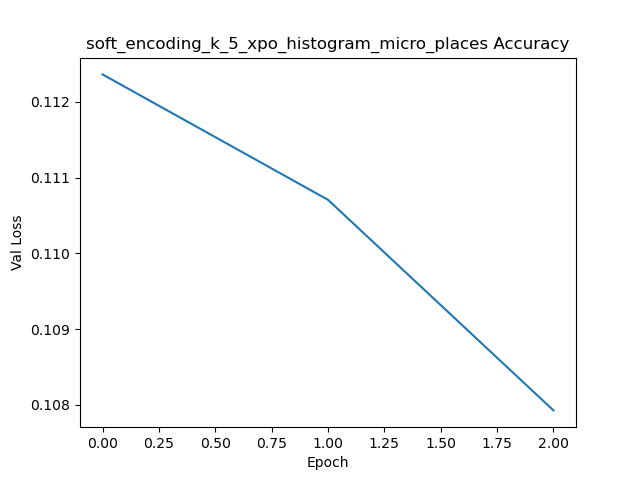 soft_encoding_k_5_xpo_histogram_micro_places Accuracy
0.112
0.111
0.110
0.109
0.108
Val Loss
0.00 0.25 0.50 0.75 1.00 1.25 1.50 1.75 2.00
Epoch